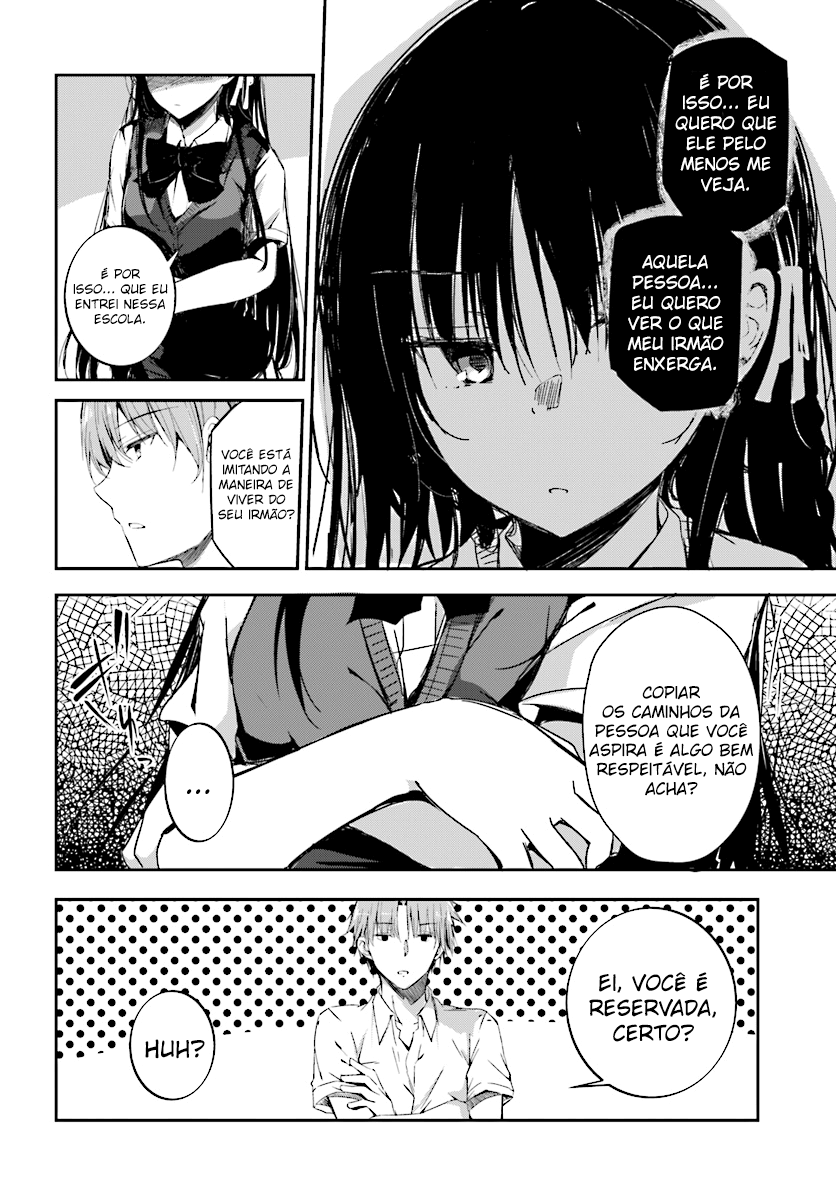 É POR
ISSO... EU
QUERO QUE
ELE PELO
MENOS ME
VEJA.
AQUELA
PESSOA...
EU QUERO
VER O QUE
MEU IRMÃO
ENXERGA.
É POR
ISSO... QUE EU
ENTREI NESSA
ESCOLA.
VOCÊ ESTÁ
IMITANDO A
MANEIRA DE
VIVER DO
SEU IRMÃO?
COPIAR
OS CAMINHOS DA
PESSOA QUE VOCÊ
ASPIRA É ALGO BEM
RESPEITÁVEL, NÃO
ACHA?
...
EI, VOCÊ É
RESERVADA,
CERTO?
HUH?